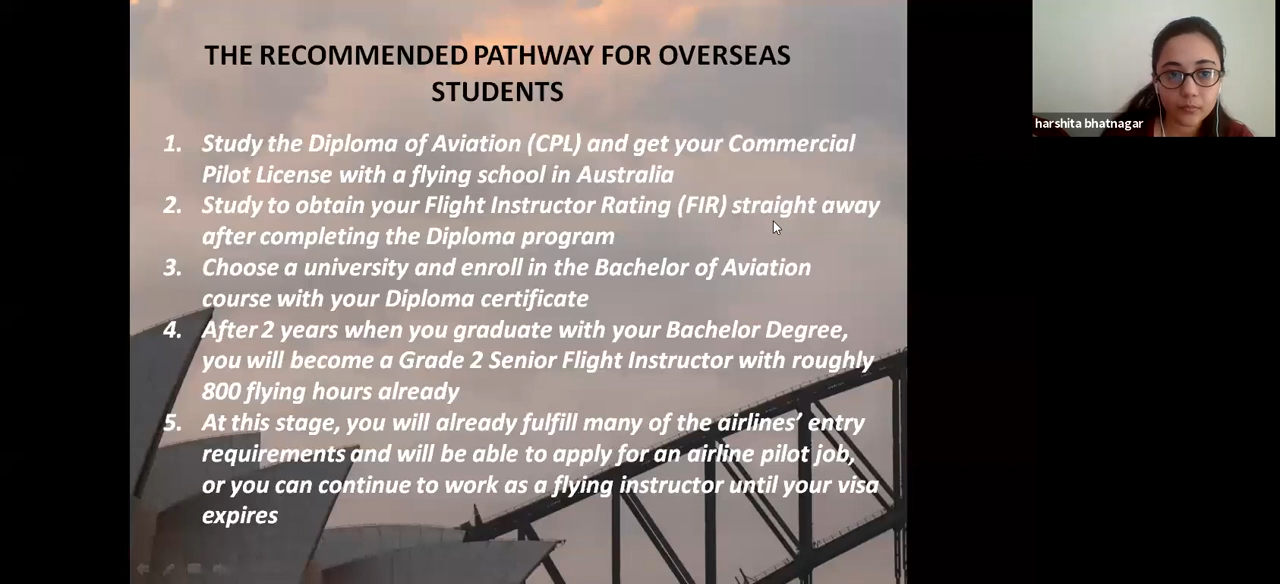 THE RECOMMENDED PATHWAY FOR OVERSEAS
STUDENTS
1. Study the Diploma of Aviation (CPL) and get your Commercial
Pilot License with a flying school in Australia
2. Study to obtain your Flight Instructor Rating (FIR) straight away
after completing the Diploma program
3. Choose a university and enroll in the Bachelor of Aviation
course with your Diploma certificate
4. After 2 years when you graduate with your Bachelor Degree,
you will become a Grade 2 Senior Flight Instructor with roughly
800 flying hours already
5. At this stage, you will already fulfill many of the airlines’ entry
requirements and will be able to apply for an airline pilot job,
or you can continue to work as a flying instructor until your visa
expires
harshita bhatnagar